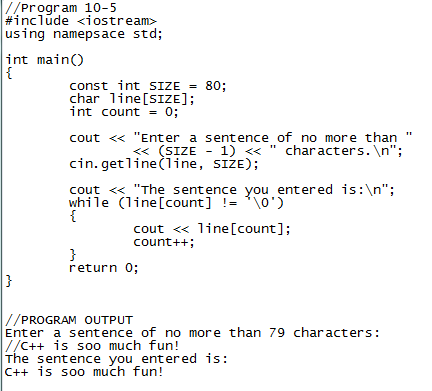 //Program 10-5
#include <iostream>
using namepsace std;
int main()
{
const int SIZE = 80;
char line[SIZE];
int count = 0;
cout << "Enter a sentence of no more than "
<< (SIZE - 1) << " characters.\n";
cin.getline(line, SIZE);
cout << "The sentence you entered is:\n";
while (line[count] != '\0')
{
cout << line[count];
count++;
}
return 0;
}
//PROGRAM OUTPUT
Enter a sentence of no more than 79 characters:
//C++ is soo much fun!
The sentence you entered is:
C++ is soo much fun!